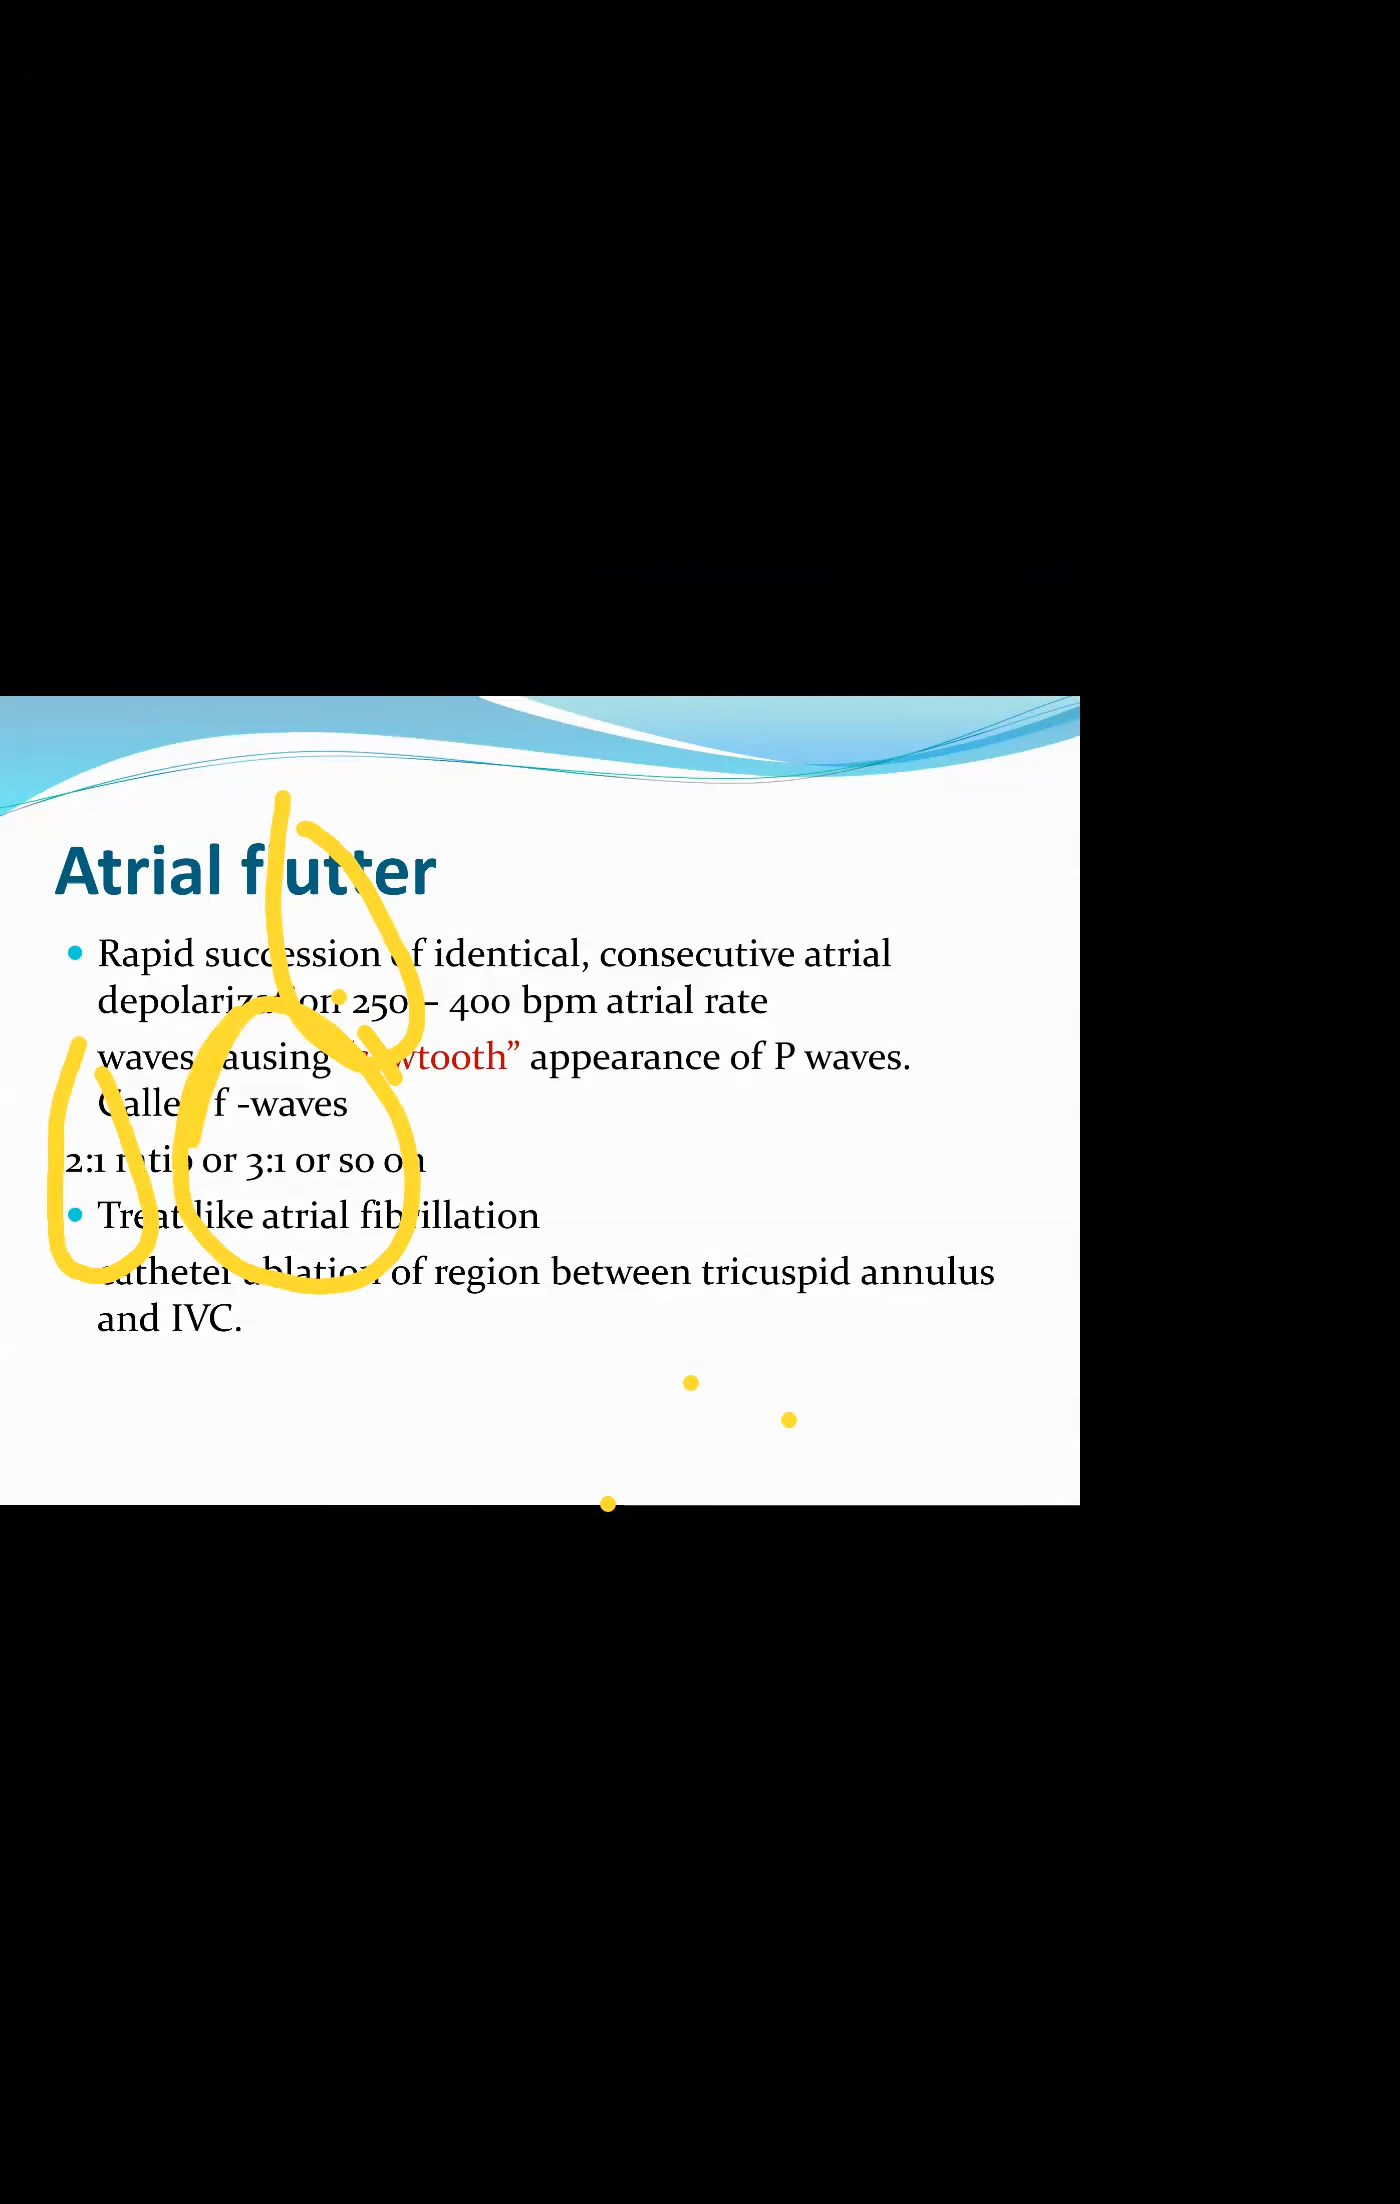 Atrial flutter
Rapid succession of identical, consecutive atrial
depolarization 250 – 400 bpm atrial rate
waves causing “sawtooth” appearance of P waves.
Called f -waves
2:1 ratio or 3:1 or so on
Treat like atrial fibrillation
catheter ablation of region between tricuspid annulus
and IVC.